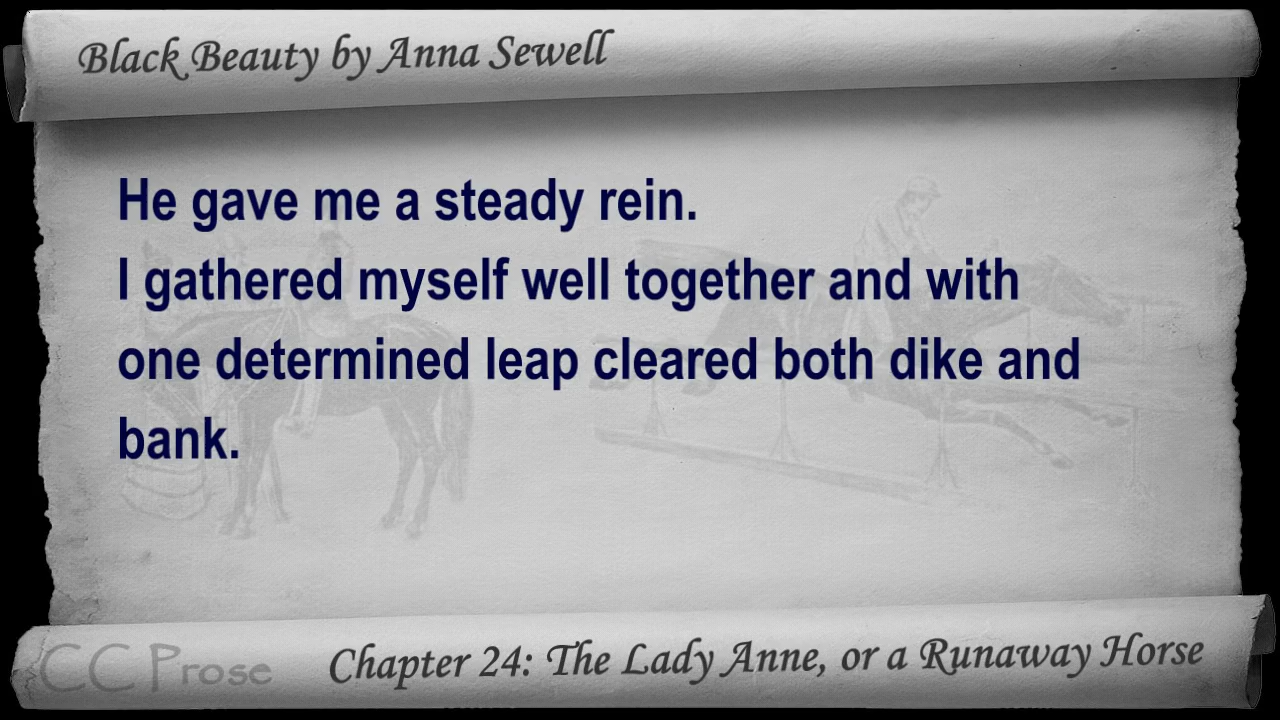 Black Beauty by Anna Sewell
He gave me a steady rein.
I gathered myself well together and with
one determined leap cleared both dike and
bank.
CC Prose
Chapter 24: The Lady Anne, or a Runaway Horse